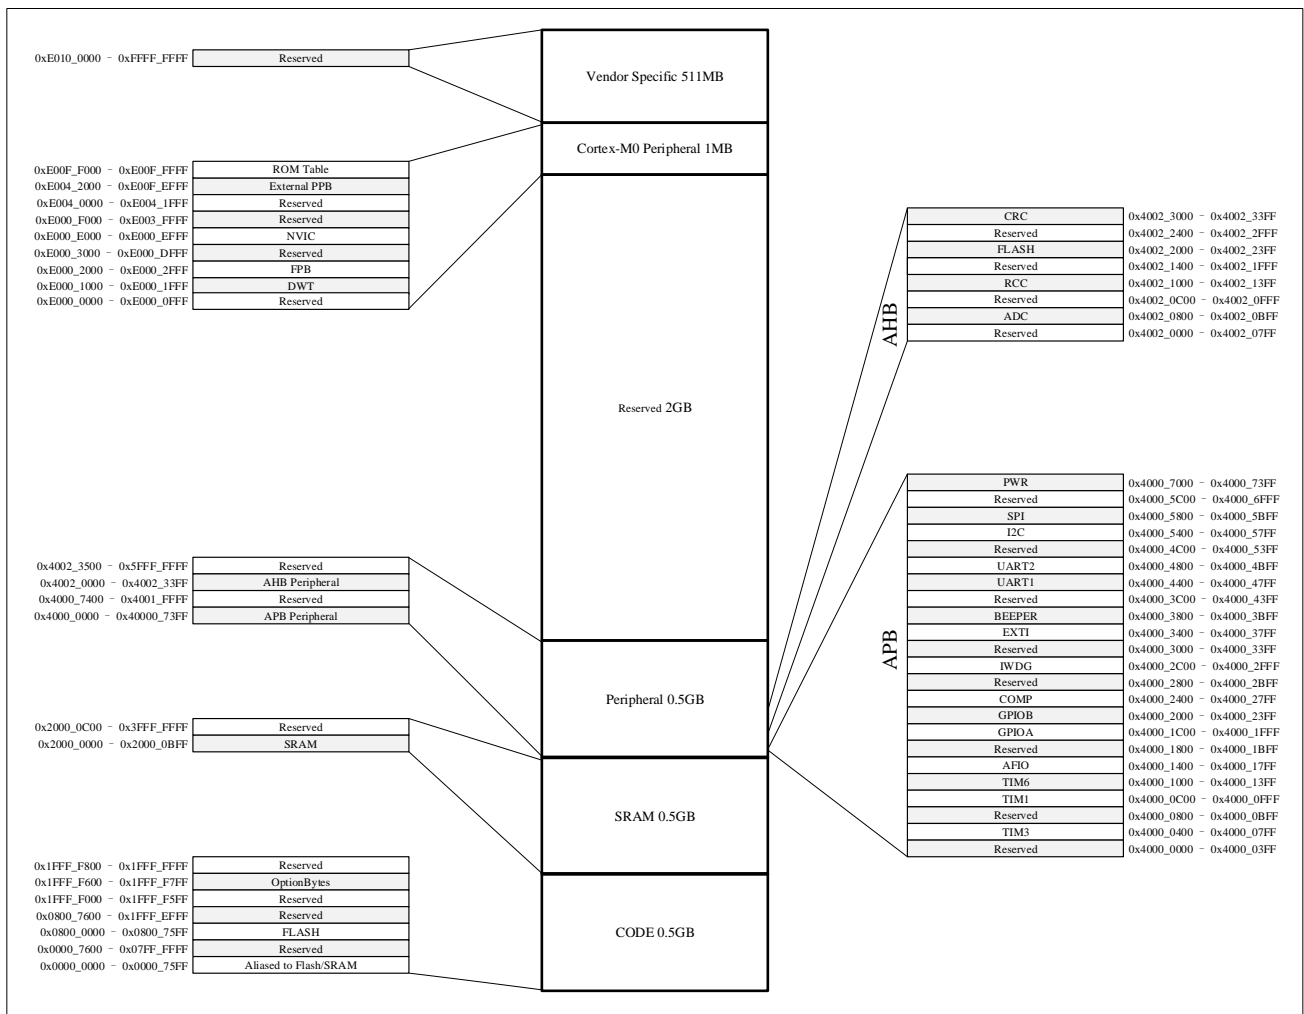 0xE010_0000 - 0xFFFF_FFFF Reserved
Vendor Specific 511MB
Cortex-M0 Peripheral 1MB
0xE00F_F000 - 0xE00F_FFFF ROM Table
0xE004_2000 - 0xE00F_EFFF External PPB
0xE004_0000 - 0xE004_1FFF Reserved
0xE000_F000 - 0xE003_FFFF Reserved
0xE000_E000 - 0xE000_EFFF NVIC
0xE000_3000 - 0xE000_DFFF Reserved
0xE000_2000 - 0xE000_2FFF FPB
0xE000_1000 - 0xE000_1FFF DWT
0xE000_0000 - 0xE000_0FFF Reserved
Reserved 2GB
AHB
CRC 0x4002_3000 - 0x4002_33FF
Reserved 0x4002_2400 - 0x4002_2FFF
FLASH 0x4002_2000 - 0x4002_23FF
Reserved 0x4002_1400 - 0x4002_1FFF
RCC 0x4002_1000 - 0x4002_13FF
Reserved 0x4002_0C00 - 0x4002_0FFF
ADC 0x4002_0800 - 0x4002_0BFF
Reserved 0x4002_0000 - 0x4002_07FF
0x4002_3500 - 0x5FFF_FFFF Reserved
0x4002_0000 - 0x4002_33FF AHB Peripheral
0x4000_7400 - 0x4001_FFFF Reserved
0x4000_0000 - 0x40000_73FF APB Peripheral
Peripheral 0.5GB
APB
PWR 0x4000_7000 - 0x4000_73FF
Reserved 0x4000_5C00 - 0x4000_6FFF
SPI 0x4000_5800 - 0x4000_5BFF
I2C 0x4000_5400 - 0x4000_57FF
Reserved 0x4000_4C00 - 0x4000_53FF
UART2 0x4000_4800 - 0x4000_4BFF
UART1 0x4000_4400 - 0x4000_47FF
Reserved 0x4000_3C00 - 0x4000_43FF
BEEPER 0x4000_3800 - 0x4000_3BFF
EXTI 0x4000_3400 - 0x4000_37FF
Reserved 0x4000_3000 - 0x4000_33FF
IWDG 0x4000_2C00 - 0x4000_2FFF
Reserved 0x4000_2800 - 0x4000_2BFF
COMP 0x4000_2400 - 0x4000_27FF
GPIOB 0x4000_2000 - 0x4000_23FF
GPIOA 0x4000_1C00 - 0x4000_1FFF
Reserved 0x4000_1800 - 0x4000_1BFF
AFIO 0x4000_1400 - 0x4000_17FF
TIM6 0x4000_1000 - 0x4000_13FF
TIM1 0x4000_0C00 - 0x4000_0FFF
Reserved 0x4000_0800 - 0x4000_0BFF
TIM3 0x4000_0400 - 0x4000_07FF
Reserved 0x4000_0000 - 0x4000_03FF
0x2000_0C00 - 0x3FFF_FFFF Reserved
0x2000_0000 - 0x2000_0BFF SRAM
SRAM 0.5GB
0x1FFF_F800 - 0x1FFF_FFFF Reserved
0x1FFF_F600 - 0x1FFF_F7FF OptionBytes
0x1FFF_F000 - 0x1FFF_F5FF Reserved
0x0800_7600 - 0x1FFF_EFFF Reserved
0x0800_0000 - 0x0800_75FF FLASH
0x0000_7600 - 0x07FF_FFFF Reserved
0x0000_0000 - 0x0000_75FF Aliased to Flash/SRAM
CODE 0.5GB